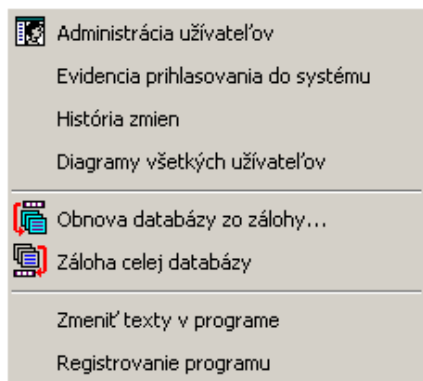 Administrácia užívateľov
Evidencia prihlasovania do systému
História zmien
Diagramy všetkých užívateľov
Obnova databázy zo zálohy...
Záloha celej databázy
Zmeniť texty v programe
Registrovanie programu